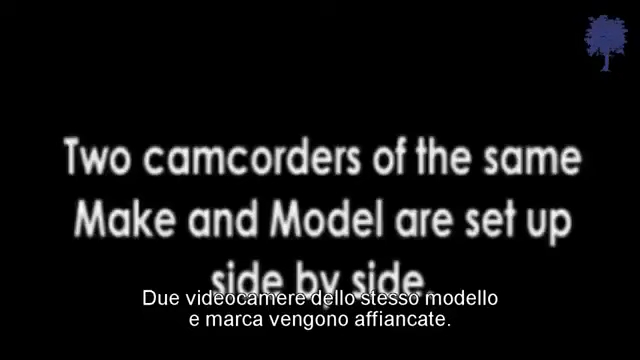 Two camcorders of the same
Make and Model are set up
side by side.
Due videocamere dello stesso modello
e marca vengono affiancate.